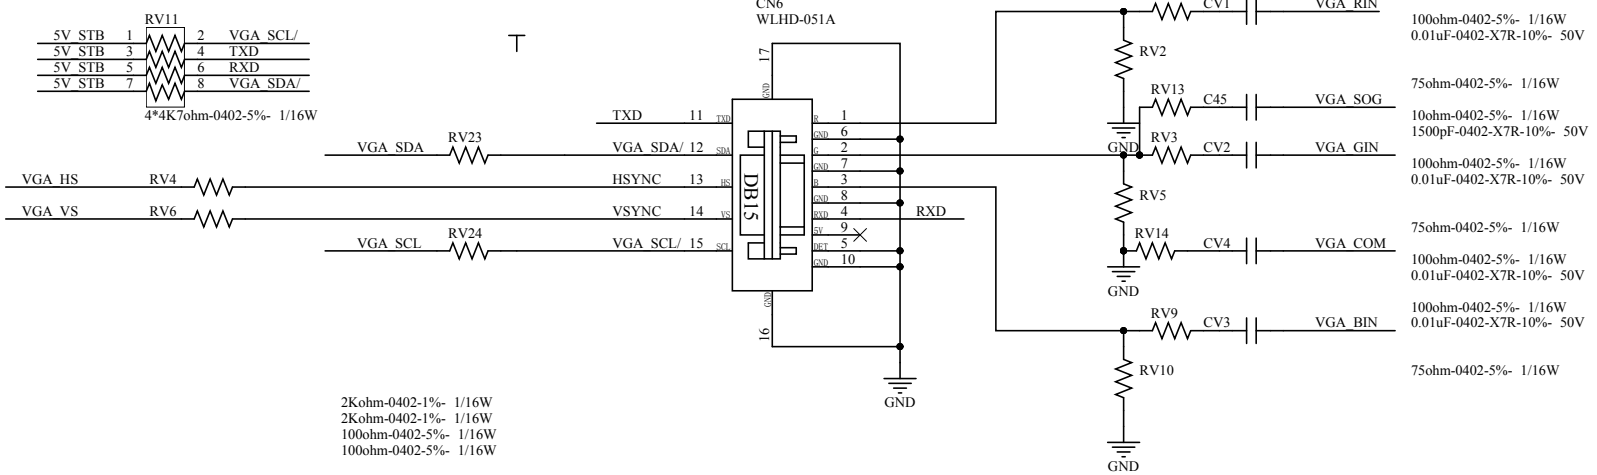 CN6
WLHD-051A
RV11
5V_STB 1 2 VGA_SCL/
5V_STB 3 4 TXD
5V_STB 5 6 RXD
5V_STB 7 8 VGA_SDA/
4*4K7ohm-0402-5%- 1/16W
VGA_SDA RV23 VGA_SDA/ 12 SDA
TXD 11 TXD
VGA_HS RV4 HSYNC 13 HS
VGA_VS RV6 VSYNC 14 VS
VGA_SCL RV24 VGA_SCL/ 15 SCL
17
GND
DB15
GND
16
R 1
GND 6
G 2
GND 7
B 3
GND 8
RXD 4 RXD
5V 9
DET 5
GND 10
GND
CV1 VGA_RIN
RV2
GND
RV13 C45 VGA_SOG
RV3 CV2 VGA_GIN
RV5
RV14 CV4 VGA_COM
GND
RV9 CV3 VGA_BIN
RV10
GND
100ohm-0402-5%- 1/16W
0.01uF-0402-X7R-10%- 50V
75ohm-0402-5%- 1/16W
10ohm-0402-5%- 1/16W
1500pF-0402-X7R-10%- 50V
100ohm-0402-5%- 1/16W
0.01uF-0402-X7R-10%- 50V
75ohm-0402-5%- 1/16W
100ohm-0402-5%- 1/16W
0.01uF-0402-X7R-10%- 50V
100ohm-0402-5%- 1/16W
0.01uF-0402-X7R-10%- 50V
75ohm-0402-5%- 1/16W
2Kohm-0402-1%- 1/16W
2Kohm-0402-1%- 1/16W
100ohm-0402-5%- 1/16W
100ohm-0402-5%- 1/16W